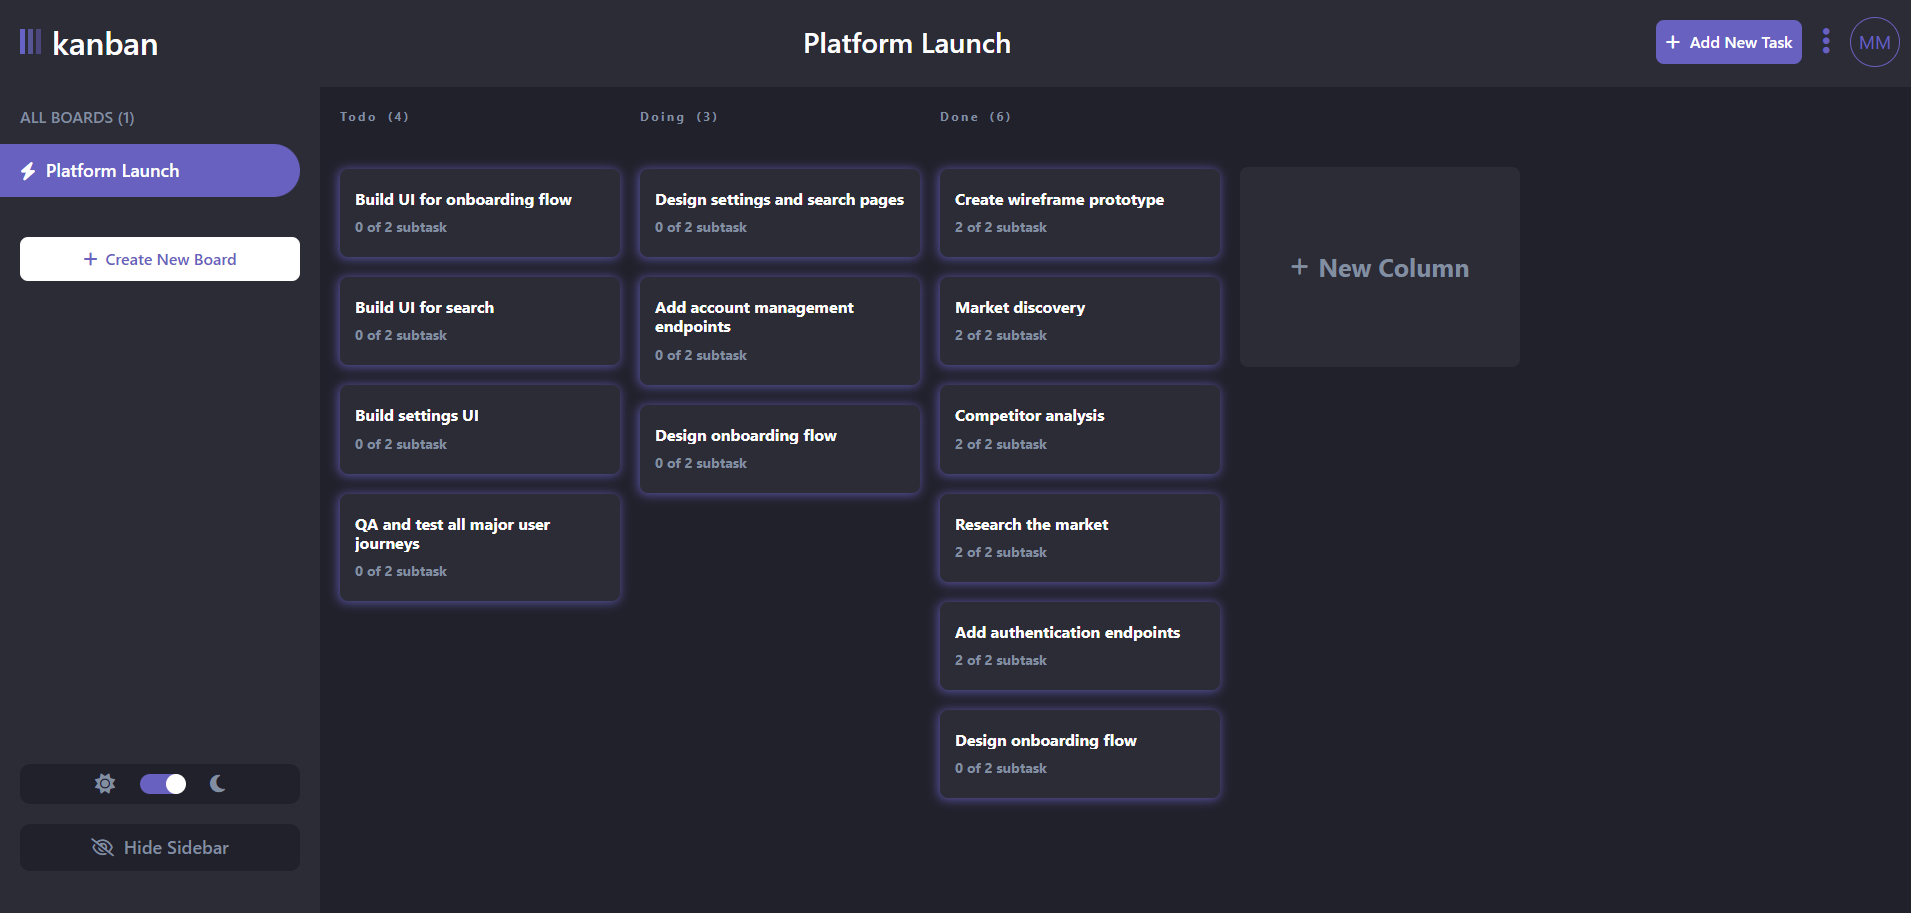 kanban
Platform Launch
+ Add New Task
MM
ALL BOARDS (1)
Platform Launch
+ Create New Board
Hide Sidebar
Todo (4)
Build UI for onboarding flow
0 of 2 subtask
Build UI for search
0 of 2 subtask
Build settings UI
0 of 2 subtask
QA and test all major user
journeys
0 of 2 subtask
Doing (3)
Design settings and search pages
0 of 2 subtask
Add account management
endpoints
0 of 2 subtask
Design onboarding flow
0 of 2 subtask
Done (6)
Create wireframe prototype
2 of 2 subtask
Market discovery
2 of 2 subtask
Competitor analysis
2 of 2 subtask
Research the market
2 of 2 subtask
Add authentication endpoints
2 of 2 subtask
Design onboarding flow
0 of 2 subtask
+ New Column